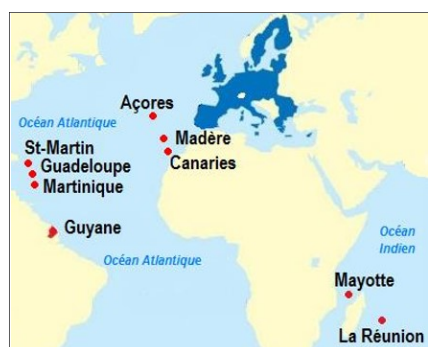 Açores
Océan Atlantique
Madère
St-Martin
Canaries
Guadeloupe
Martinique
Guyane
Océan
Indien
Océan Atlantique
Mayotte
La Réunion